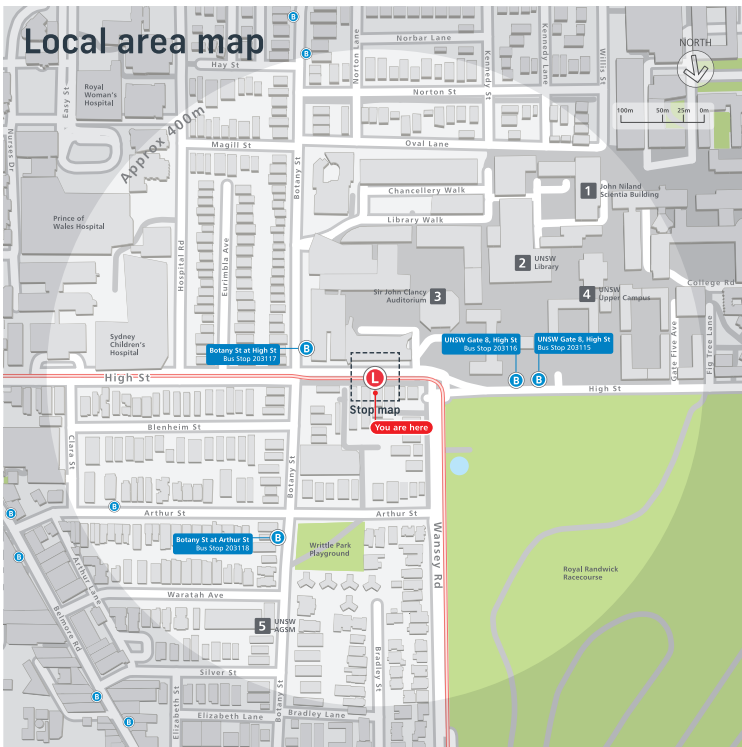 Local area map
NORTH
100m 50m 25m 0m
Approx 400m
Norbar Lane
Norton Lane
Kennedy St
Kennedy Lane
Willis St
Hay St
Norton St
Easy St
Royal
Woman's
Hospital
Nurses Dr
Magill St
Oval Lane
Botany St
Chancellery Walk
Library Walk
1
John Niland
Scientia Building
Prince of
Wales Hospital
Hospital Rd
Eurimbla Ave
2
UNSW
Library
Sir John Clancy
Auditorium
3
4
UNSW
Upper Campus
College Rd
Gate Five Ave
Fig Tree Lane
Sydney
Children's
Hospital
Botany St at High St
Bus Stop 203117
B
UNSW Gate 8, High St
Bus Stop 203116
UNSW Gate 8, High St
Bus Stop 203115
B
B
High St
L
High St
Stop map
You are here
Blenheim St
Clara St
Botany St
B
Arthur St
Arthur St
B
B
B
B
B
Botany St at Arthur St
Bus Stop 203118
B
Writtle Park
Playground
Wansey Rd
Royal Randwick
Racecourse
Arthur Lane
Belmore Rd
Waratah Ave
5
UNSW
AGSM
Bradley St
Silver St
Elizabeth St
Elizabeth Lane
Botany St
Bradley Lane
B